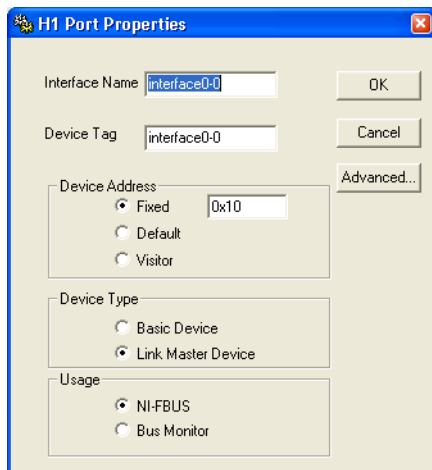 H1 Port Properties
Interface Name interface0-0 OK
Device Tag interface0-0 Cancel
Advanced...
Device Address
Fixed 0x10
Default
Visitor
Device Type
Basic Device
Link Master Device
Usage
NI-FBUS
Bus Monitor